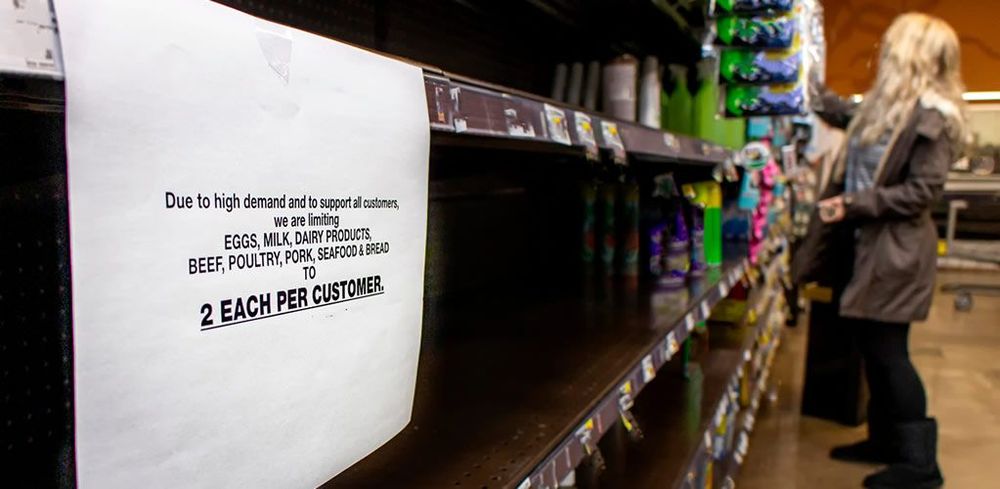 Due to high demand and to support all customers,
we are limiting
EGGS, MILK, DAIRY PRODUCTS,
BEEF, POULTRY, PORK, SEAFOOD & BREAD
TO
2 EACH PER CUSTOMER.